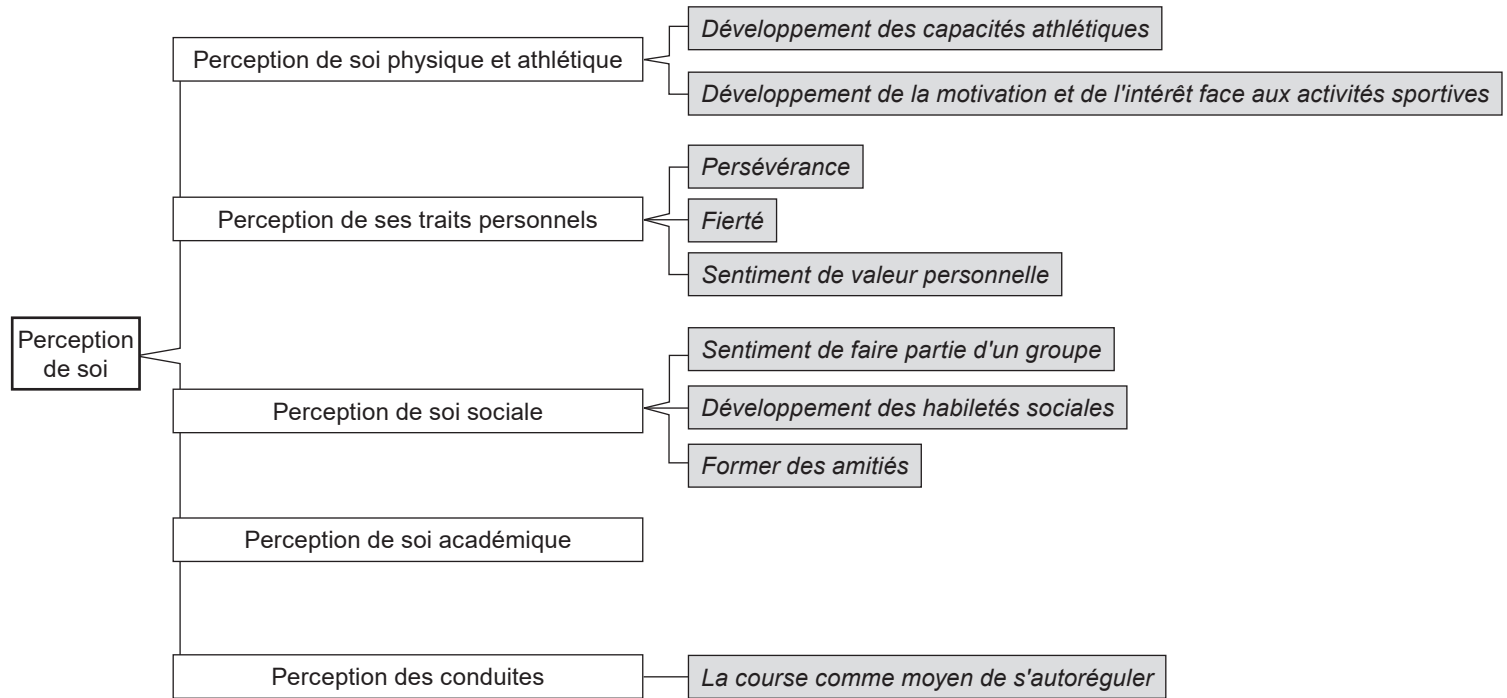 Perception
de soi
Perception de soi physique et athlétique
Développement des capacités athlétiques
Développement de la motivation et de l'intérêt face aux activités sportives
Perception de ses traits personnels
Persévérance
Fierté
Sentiment de valeur personnelle
Perception de soi sociale
Sentiment de faire partie d'un groupe
Développement des habiletés sociales
Former des amitiés
Perception de soi académique
Perception des conduites
La course comme moyen de s'autoréguler